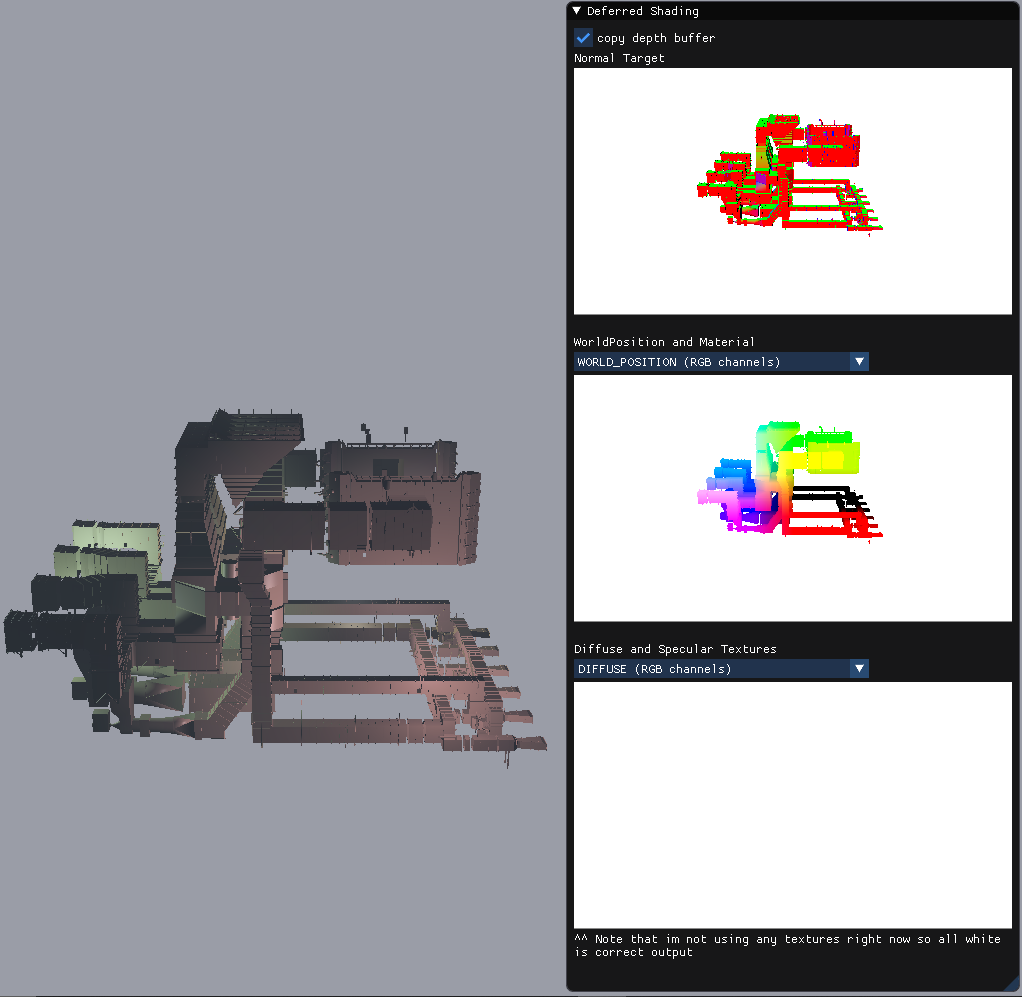 Deferred Shading
copy depth buffer
Normal Target
WorldPosition and Material
WORLD_POSITION (RGB channels)
Diffuse and Specular Textures
DIFFUSE (RGB channels)
^^ Note that im not using any textures right now so all white
is correct output